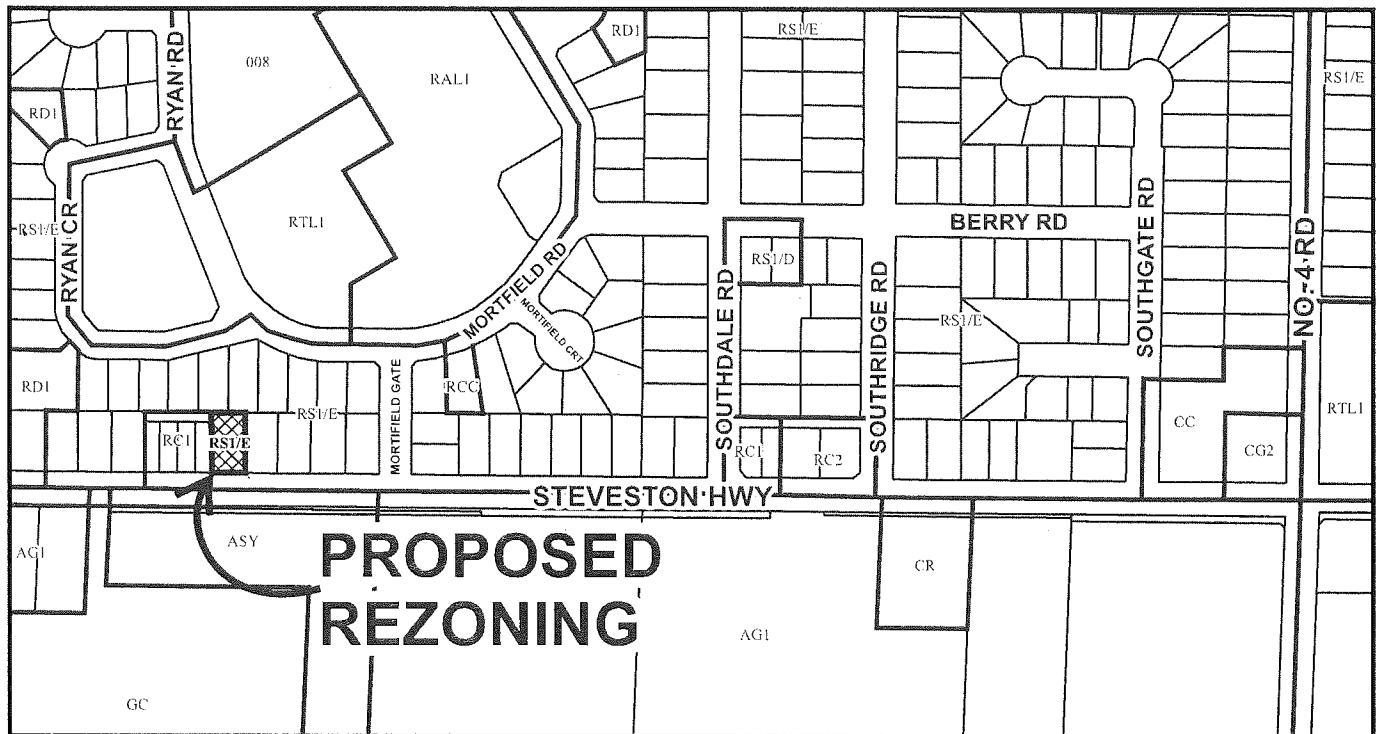 RD1
RS1/E
RYAN RD
008
RAL1
RS1/E
RD1
RTL1
BERRY RD
SOUTHGATE RD
NO. 4 RD
RS1/E
RYAN CR
MORTFIELD RD
MORTIFIELD CRT
SOUTHDALE RD
RS1/D
SOUTHRIDGE RD
RS1/E
RD1
RS1/E
MORTIFIELD GATE
RCC
CC
RTL1
RC1
RS1/E
RC1
RC2
CG2
STEVESTON HWY
AG1
ASY
PROPOSED
REZONING
CR
AG1
GC